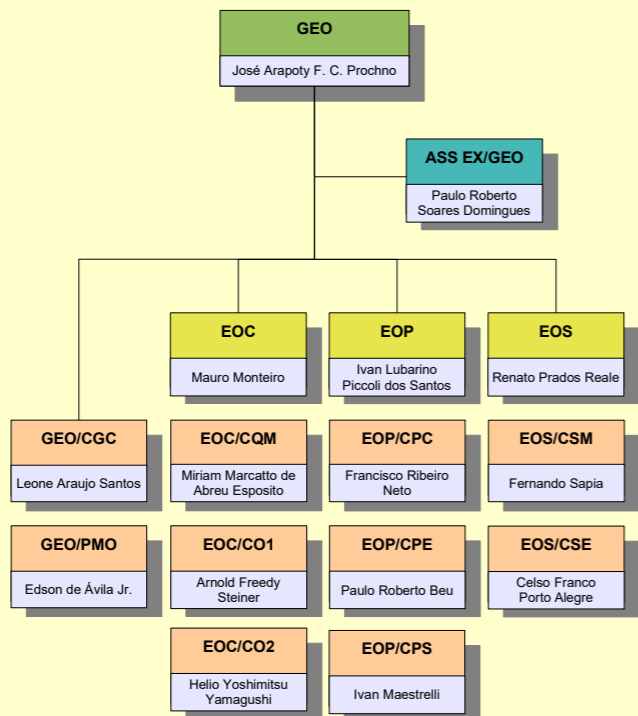 GEO
José Arapoty F. C. Prochno
ASS EX/GEO
Paulo Roberto
Soares Domingues
EOC
Mauro Monteiro
EOP
Ivan Lubarino
Piccoli dos Santos
EOS
Renato Prados Reale
GEO/CGC
Leone Araujo Santos
EOC/CQM
Miriam Marcatto de
Abreu Esposito
EOP/CPC
Francisco Ribeiro
Neto
EOS/CSM
Fernando Sapia
GEO/PMO
Edson de Ávila Jr.
EOC/CO1
Arnold Freedy
Steiner
EOP/CPE
Paulo Roberto Beu
EOS/CSE
Celso Franco
Porto Alegre
EOC/CO2
Helio Yoshimitsu
Yamagushi
EOP/CPS
Ivan Maestrelli